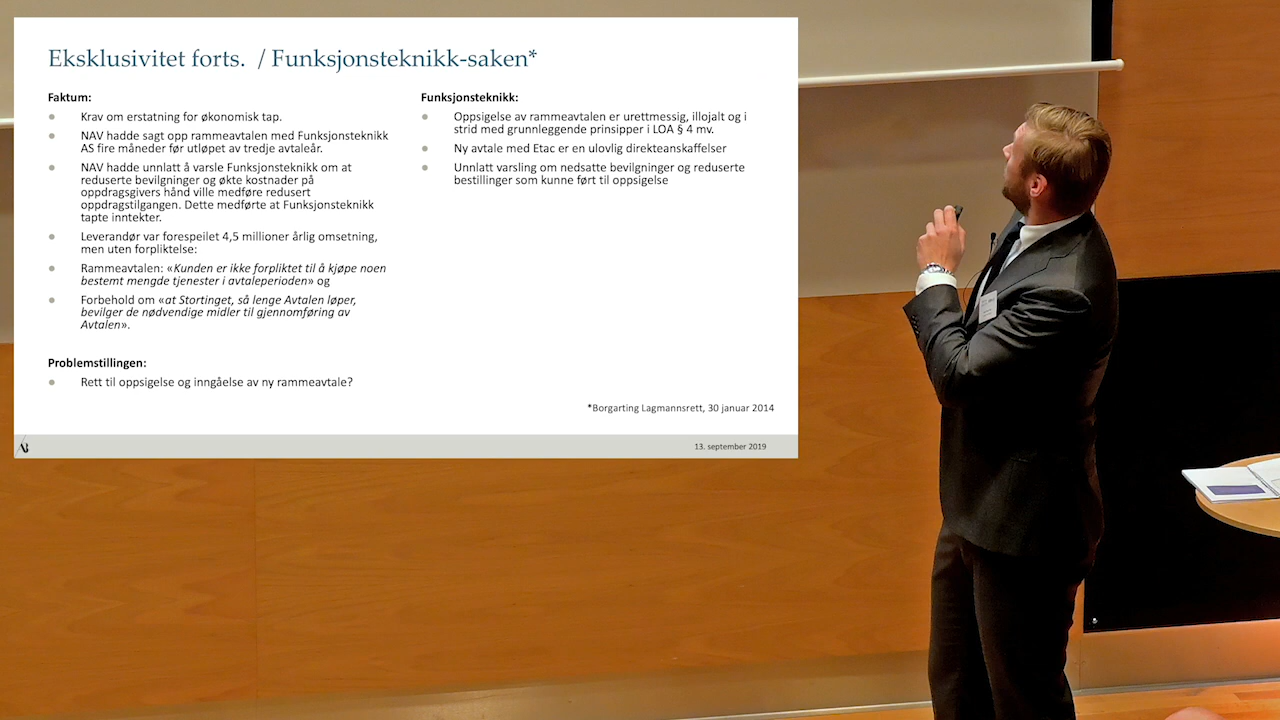 Eksklusivitet forts. / Funksjonsteknikk-saken*
Faktum:
Krav om erstatning for økonomisk tap.
NAV hadde sagt opp rammeavtalen med Funksjonsteknikk
AS fire måneder før utløpet av tredje avtaleår.
NAV hadde unnlatt å varsle Funksjonsteknikk om at
reduserte bevilgninger og økte kostnader på
oppdragsgivers hånd ville medføre redusert
oppdragstilgangen. Dette medførte at Funksjonsteknikk
tapte inntekter.
Leverandør var forespeilet 4,5 millioner årlig omsetning,
men uten forpliktelse:
Rammeavtalen: «Kunden er ikke forpliktet til å kjøpe noen
bestemt mengde tjenester i avtaleperioden» og
Forbehold om «at Stortinget, så lenge Avtalen løper,
bevilger de nødvendige midler til gjennomføring av
Avtalen».
Problemstillingen:
Rett til oppsigelse og inngåelse av ny rammeavtale?
Funksjonsteknikk:
Oppsigelse av rammeavtalen er urettmessig, illojalt og i
strid med grunnleggende prinsipper i LOA § 4 mv.
Ny avtale med Etac er en ulovlig direkteanskaffelser
Unnlatt varsling om nedsatte bevilgninger og reduserte
bestillinger som kunne ført til oppsigelse
*Borgarting Lagmannsrett, 30 januar 2014
AB
13. september 2019